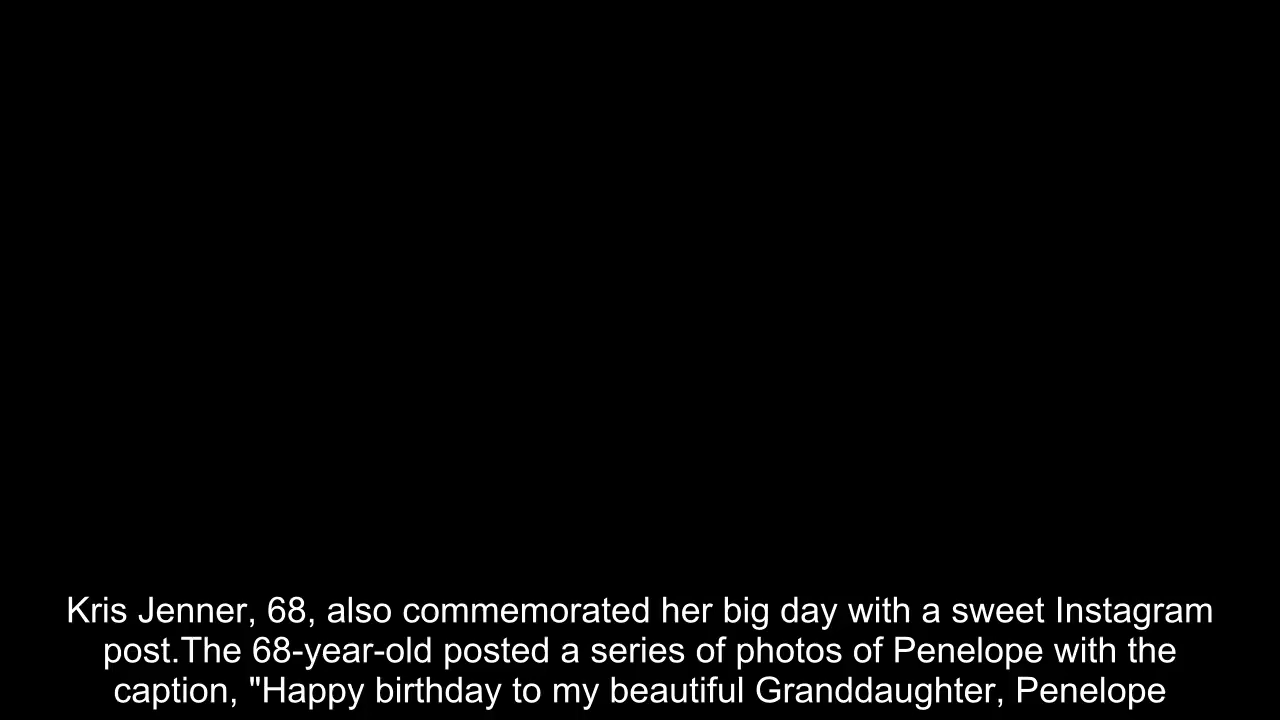 Kris Jenner, 68, also commemorated her big day with a sweet Instagram
post.The 68-year-old posted a series of photos of Penelope with the
caption, "Happy birthday to my beautiful Granddaughter, Penelope